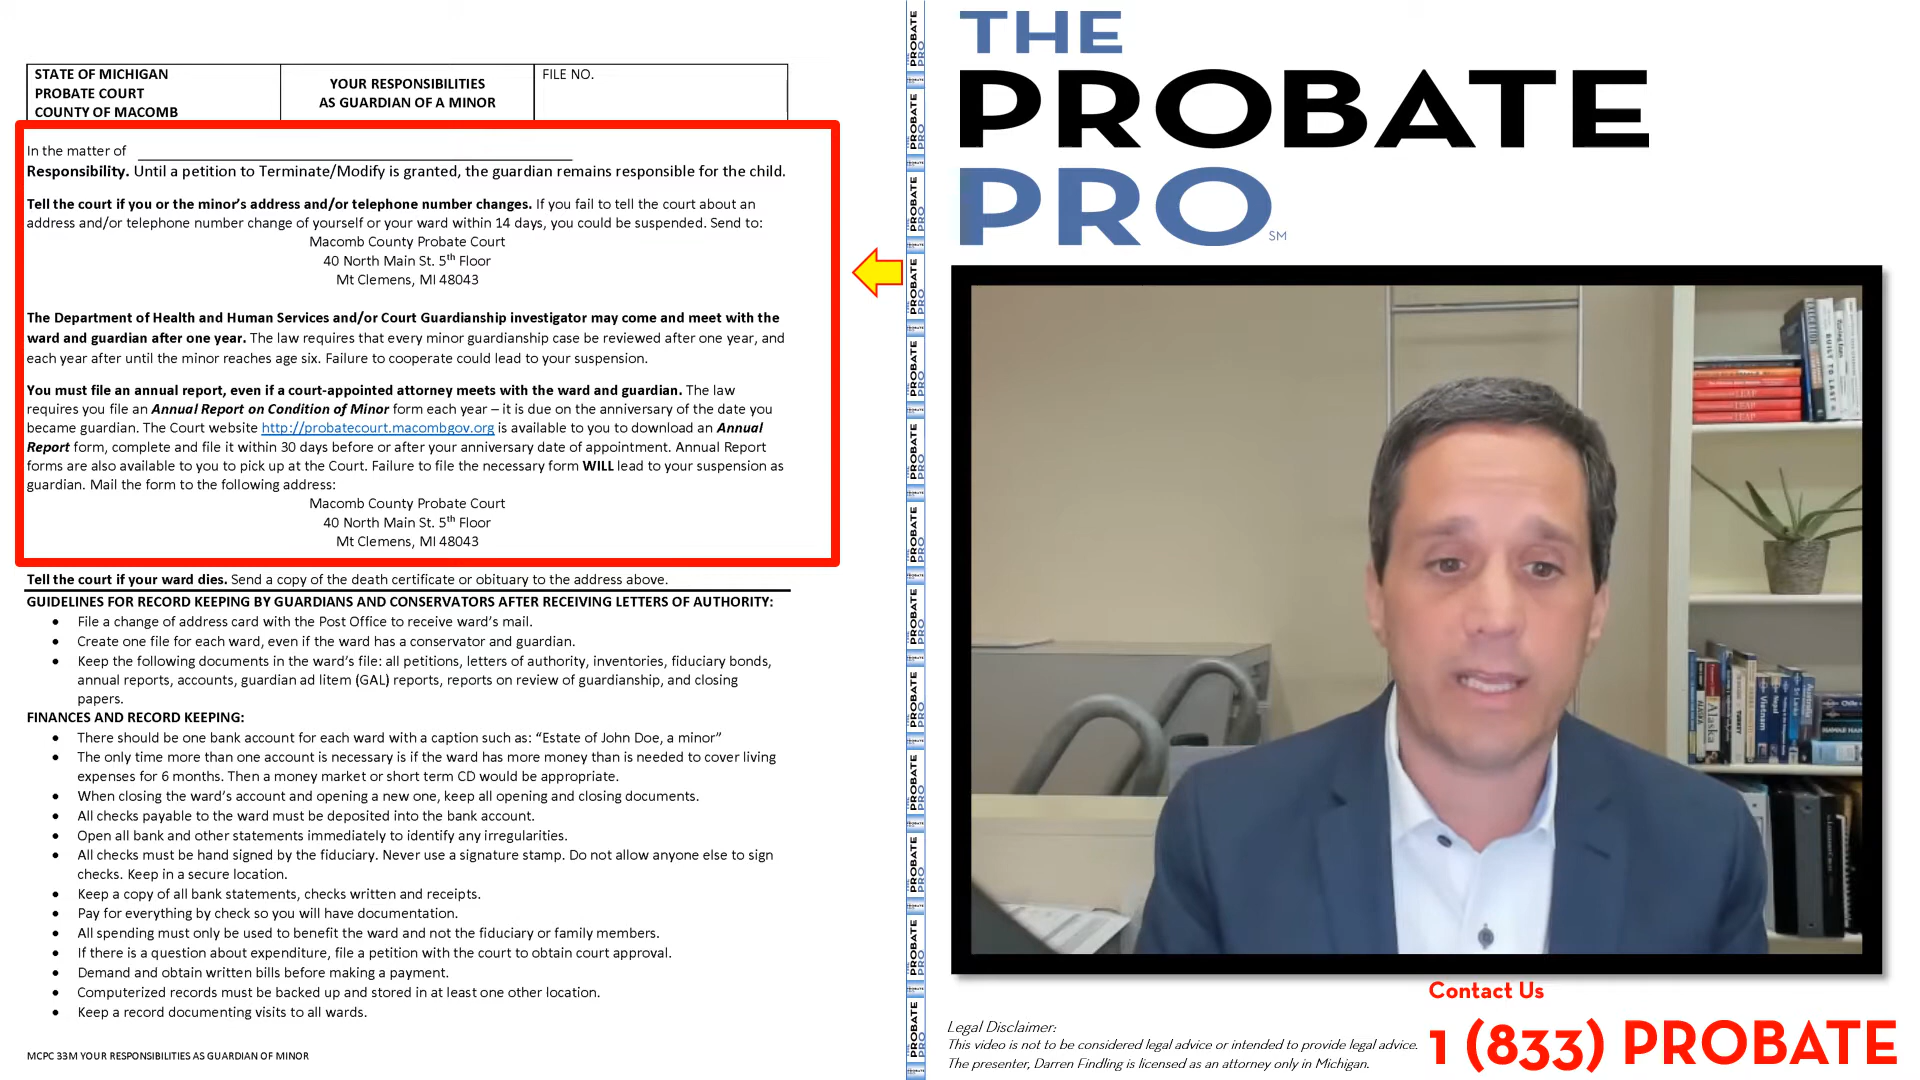 STATE OF MICHIGAN
PROBATE COURT
COUNTY OF MACOMB
YOUR RESPONSIBILITIES
AS GUARDIAN OF A MINOR
FILE NO.
In the matter of
Responsibility. Until a petition to Terminate/Modify is granted, the guardian remains responsible for the child.
Tell the court if you or the minor's address and/or telephone number changes. If you fail to tell the court about an
address and/or telephone number change of yourself or your ward within 14 days, you could be suspended. Send to:
Macomb County Probate Court
40 North Main St. 5th Floor
Mt Clemens, MI 48043
The Department of Health and Human Services and/or Court Guardianship investigator may come and meet with the
ward and guardian after one year. The law requires that every minor guardianship case be reviewed after one year, and
each year after until the minor reaches age six. Failure to cooperate could lead to your suspension.
You must file an annual report, even if a court-appointed attorney meets with the ward and guardian. The law
requires you file an Annual Report on Condition of Minor form each year – it is due on the anniversary of the date you
became guardian. The Court website http://probatecourt.macombgov.org is available to you to download an Annual
Report form, complete and file it within 30 days before or after your anniversary date of appointment. Annual Report
forms are also available to you to pick up at the Court. Failure to file the necessary form WILL lead to your suspension as
guardian. Mail the form to the following address:
Macomb County Probate Court
40 North Main St. 5th Floor
Mt Clemens, MI 48043
Tell the court if your ward dies. Send a copy of the death certificate or obituary to the address above.
GUIDELINES FOR RECORD KEEPING BY GUARDIANS AND CONSERVATORS AFTER RECEIVING LETTERS OF AUTHORITY:
• File a change of address card with the Post Office to receive ward's mail.
• Create one file for each ward, even if the ward has a conservator and guardian.
• Keep the following documents in the ward's file: all petitions, letters of authority, inventories, fiduciary bonds,
annual reports, accounts, guardian ad litem (GAL) reports, reports on review of guardianship, and closing
papers.
FINANCES AND RECORD KEEPING:
• There should be one bank account for each ward with a caption such as: "Estate of John Doe, a minor"
• The only time more than one account is necessary is if the ward has more money than is needed to cover living
expenses for 6 months. Then a money market or short term CD would be appropriate.
• When closing the ward's account and opening a new one, keep all opening and closing documents.
• All checks payable to the ward must be deposited into the bank account.
• Open all bank and other statements immediately to identify any irregularities.
• All checks must be hand signed by the fiduciary. Never use a signature stamp. Do not allow anyone else to sign
checks. Keep in a secure location.
• Keep a copy of all bank statements, checks written and receipts.
• Pay for everything by check so you will have documentation.
• All spending must only be used to benefit the ward and not the fiduciary or family members.
• If there is a question about expenditure, file a petition with the court to obtain court approval.
• Demand and obtain written bills before making a payment.
• Computerized records must be backed up and stored in at least one other location.
• Keep a record documenting visits to all wards.
MCPC 33M YOUR RESPONSIBILITIES AS GUARDIAN OF MINOR
THE
PROBATE
PRO SM
BUILT TO LAST
LEAP
LEAP
Alaska
Vietnam
Nepal
Contact Us
1 (833) PROBATE
Legal Disclaimer:
This video is not to be considered legal advice or intended to provide legal advice.
The presenter, Darren Findling is licensed as an attorney only in Michigan.